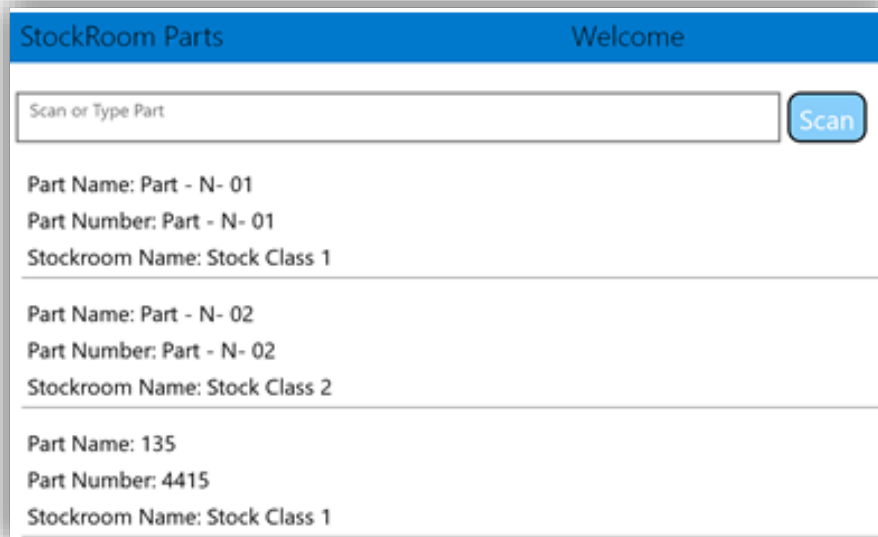 StockRoom Parts Welcome
Scan or Type Part
Scan
Part Name: Part - N- 01
Part Number: Part - N- 01
Stockroom Name: Stock Class 1
Part Name: Part - N- 02
Part Number: Part - N- 02
Stockroom Name: Stock Class 2
Part Name: 135
Part Number: 4415
Stockroom Name: Stock Class 1